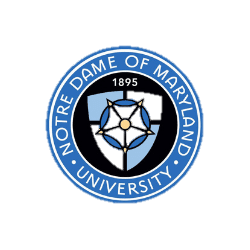 NOTRE DAME OF MARYLAND
1895
• UNIVERSITY •